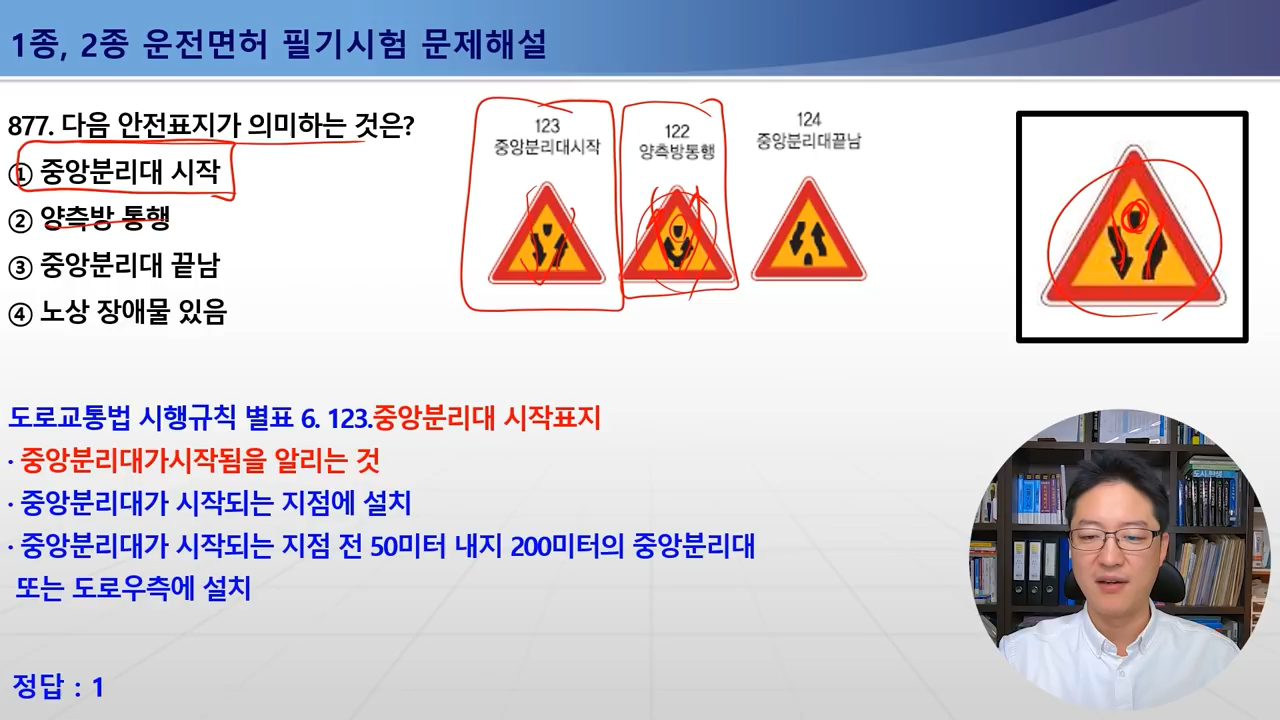 1종, 2종 운전면허 필기시험 문제해설
877. 다음 안전표지가 의미하는 것은?
① 중앙분리대 시작
② 양측방 통행
③ 중앙분리대 끝남
④ 노상 장애물 있음
123
중앙분리대시작
122
양측방통행
124
중앙분리대끝남
도로교통법 시행규칙 별표 6. 123.중앙분리대 시작표지
· 중앙분리대가시작됨을 알리는 것
· 중앙분리대가 시작되는 지점에 설치
· 중앙분리대가 시작되는 지점 전 50미터 내지 200미터의 중앙분리대
또는 도로우측에 설치
정답 : 1